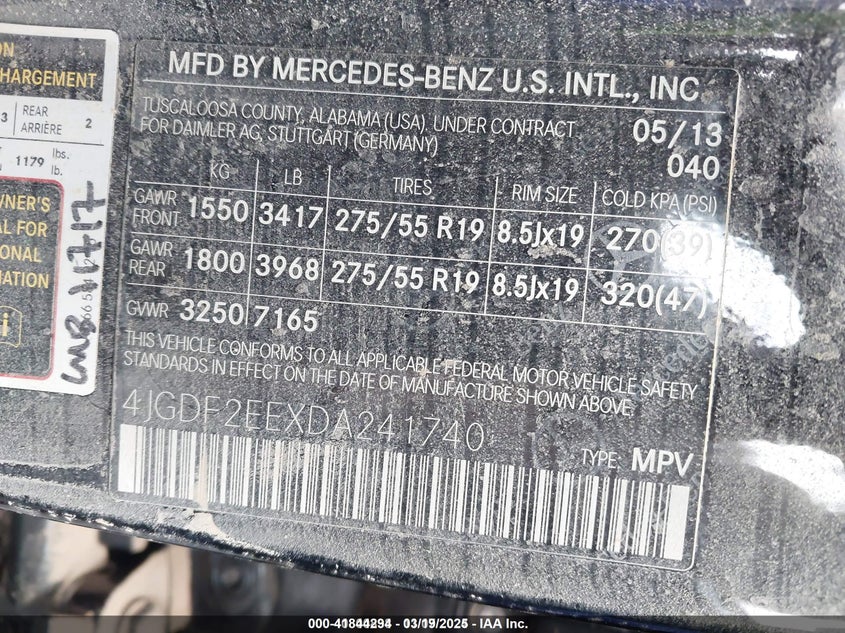 ON
CHARGEMENT
3 REAR ARRIÈRE 2
1179 lbs.
lb.
WNER'S
AL FOR
ONAL
MATION
MFD BY MERCEDES-BENZ U.S. INTL., INC.
TUSCALOOSA COUNTY, ALABAMA (USA). UNDER CONTRACT
FOR DAIMLER AG, STUTTGART (GERMANY)
05/13
040
KG LB TIRES RIM SIZE COLD KPA (PSI)
GAWR FRONT 1550 3417 275/55 R19 8.5Jx19 270(39)
GAWR REAR 1800 3968 275/55 R19 8.5Jx19 320(47)
GVWR 3250 7165
THIS VEHICLE CONFORMS TO ALL APPLICABLE FEDERAL MOTOR VEHICLE SAFETY
STANDARDS IN EFFECT ON THE DATE OF MANUFACTURE SHOWN ABOVE.
4JGDF2EEXDA241740
TYPE MPV
000-41844294 - 03/19/2025 - IAA Inc.